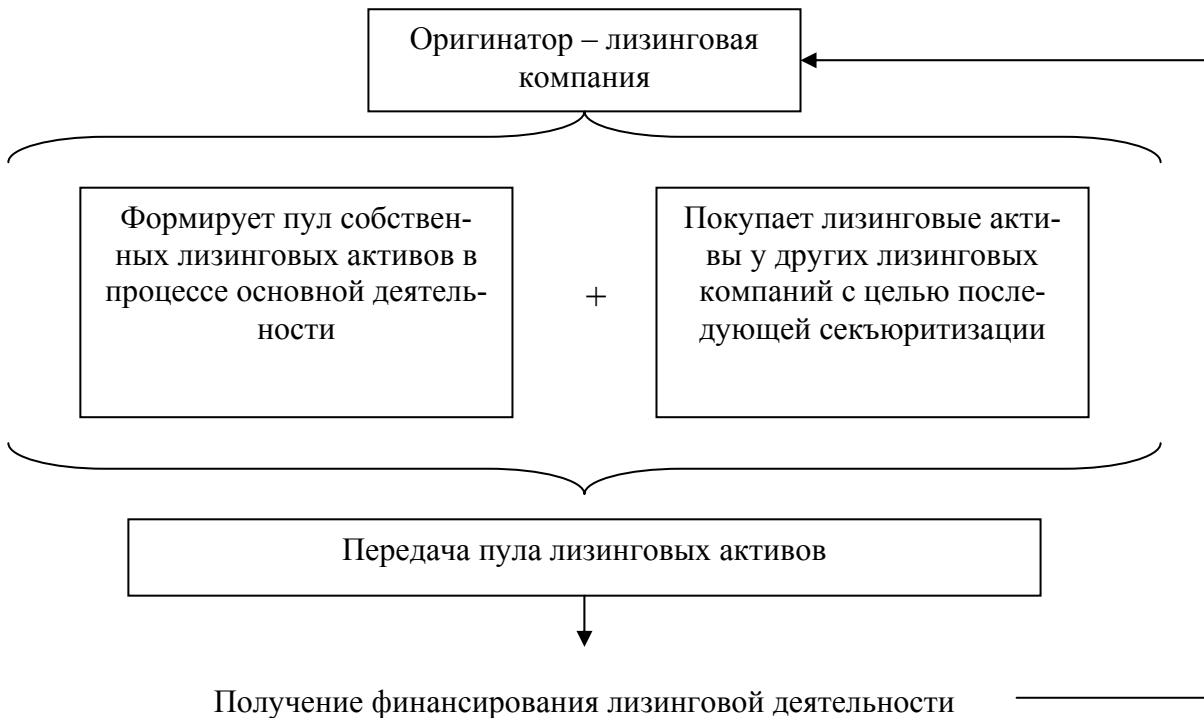 Оригинатор – лизинговая
компания
Формирует пул собствен-
ных лизинговых активов в
процессе основной деятель-
ности
+
Покупает лизинговые акти-
вы у других лизинговых
компаний с целью после-
дующей секъюритизации
Передача пула лизинговых активов
Получение финансирования лизинговой деятельности